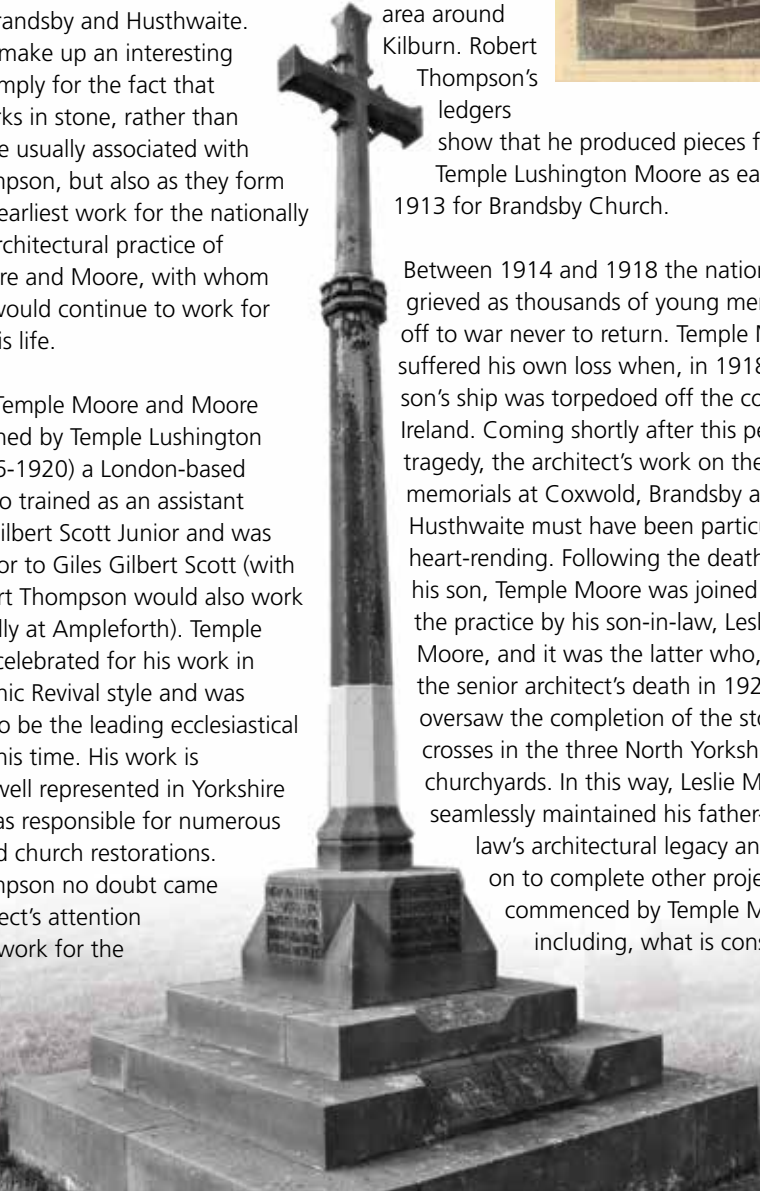 randsby and Husthwaite.
make up an interesting
mply for the fact that
rks in stone, rather than
e usually associated with
mpson, but also as they form
earliest work for the nationally
rchitectural practice of
re and Moore, with whom
would continue to work for
is life.
Temple Moore and Moore
ned by Temple Lushington
6-1920) a London-based
o trained as an assistant
ilbert Scott Junior and was
or to Giles Gilbert Scott (with
rt Thompson would also work
lly at Ampleforth). Temple
celebrated for his work in
nic Revival style and was
o be the leading ecclesiastical
his time. His work is
well represented in Yorkshire
as responsible for numerous
d church restorations.
mpson no doubt came
ect's attention
work for the
area around
Kilburn. Robert
Thompson's
ledgers
show that he produced pieces f
Temple Lushington Moore as ea
1913 for Brandsby Church.
Between 1914 and 1918 the nation
grieved as thousands of young men
off to war never to return. Temple M
suffered his own loss when, in 1918
son's ship was torpedoed off the co
Ireland. Coming shortly after this pe
tragedy, the architect's work on the
memorials at Coxwold, Brandsby a
Husthwaite must have been particu
heart-rending. Following the death
his son, Temple Moore was joined
the practice by his son-in-law, Lesl
Moore, and it was the latter who,
the senior architect's death in 192
oversaw the completion of the sto
crosses in the three North Yorksh
churchyards. In this way, Leslie M
seamlessly maintained his father-
law's architectural legacy an
on to complete other proje
commenced by Temple M
including, what is cons